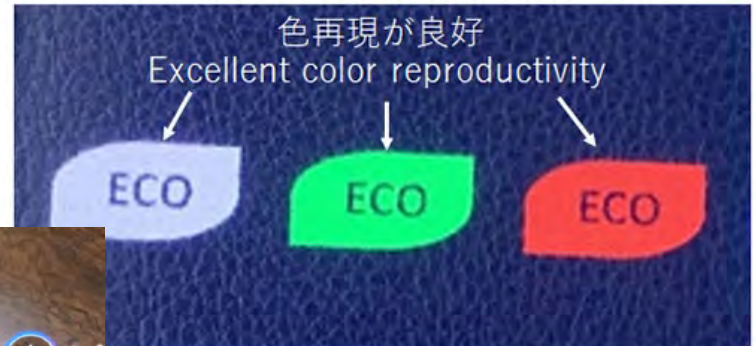 色再現が良好
Excellent color reproductivity
ECO
ECO
ECO